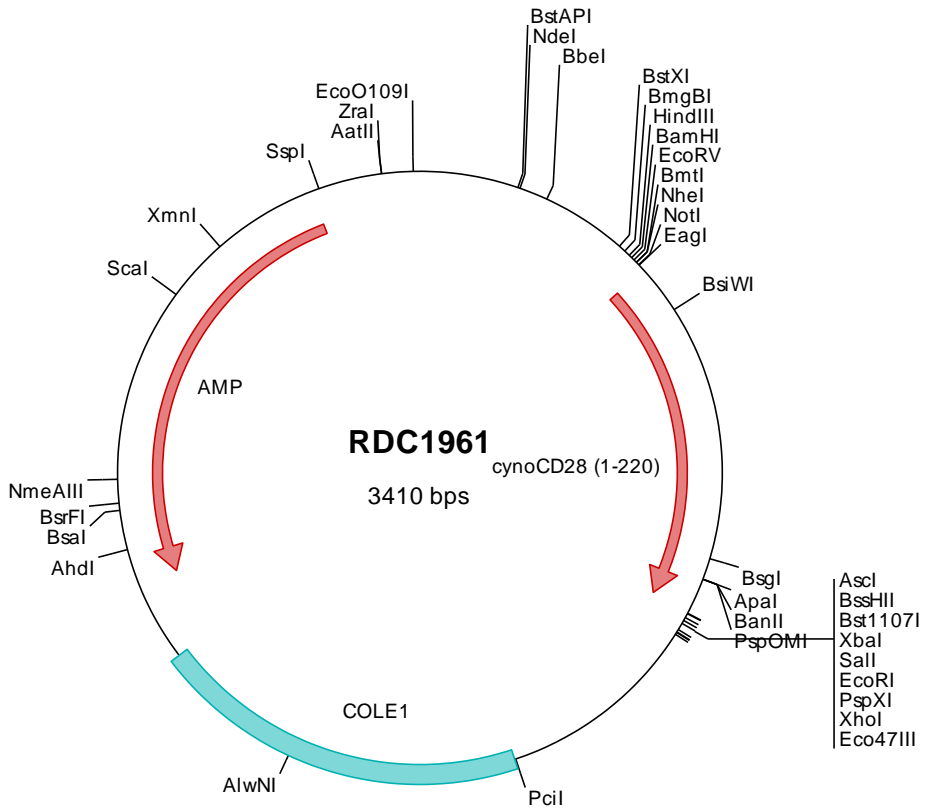 BstAPI
NdeI
BbeI
EcoO109I
ZraI
AatII
SspI
XmnI
ScaI
BstXI
BmgBI
HindIII
BamHI
EcoRV
BmtI
NheI
NotI
EagI
BsiWI
AMP
RDC1961
cynoCD28 (1-220)
3410 bps
NmeAIII
BsrFI
BsaI
AhdI
BsgI
ApaI
BanII
PspOMI
AscI
BssHII
Bst1107I
XbaI
SalI
EcoRI
PspXI
XhoI
Eco47III
COLE1
AlwNI
PciI